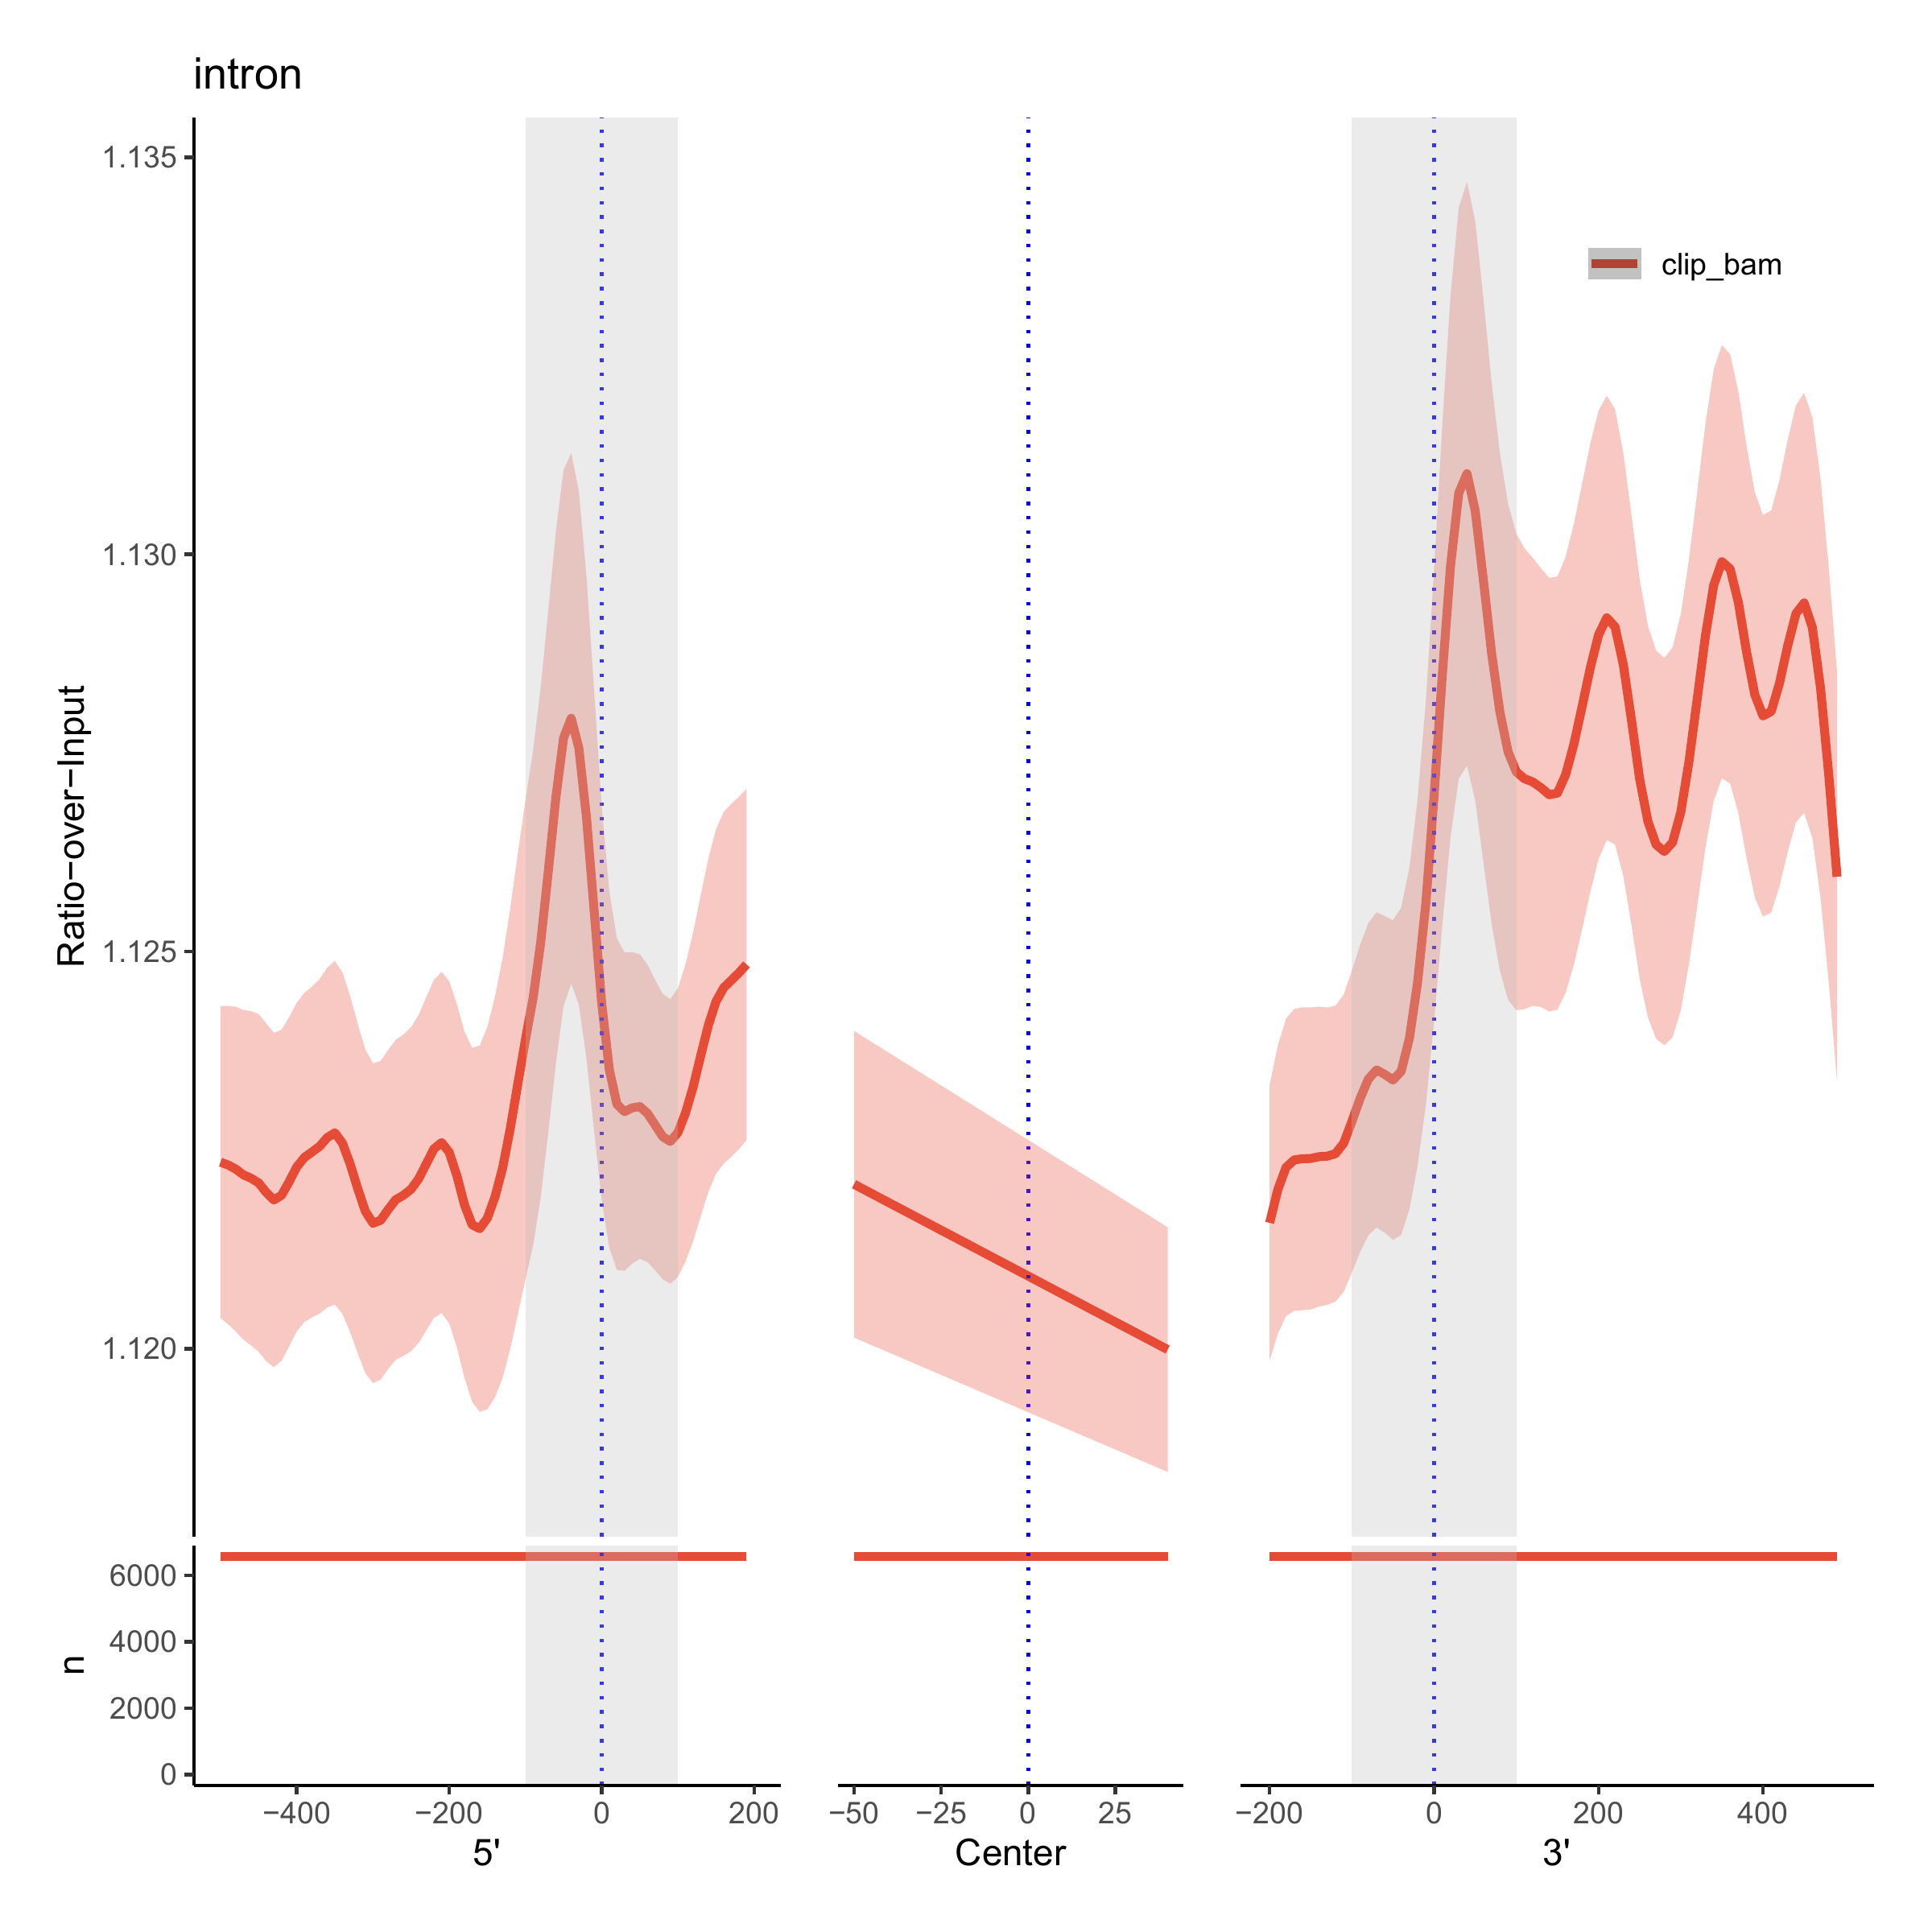 intron
1.135
1.130
1.125
1.120
Ratio−over−Input
clip_bam
6000
4000
2000
0
n
−400 −200 0 200
−50 −25 0 25
−200 0 200 400
5' Center 3'